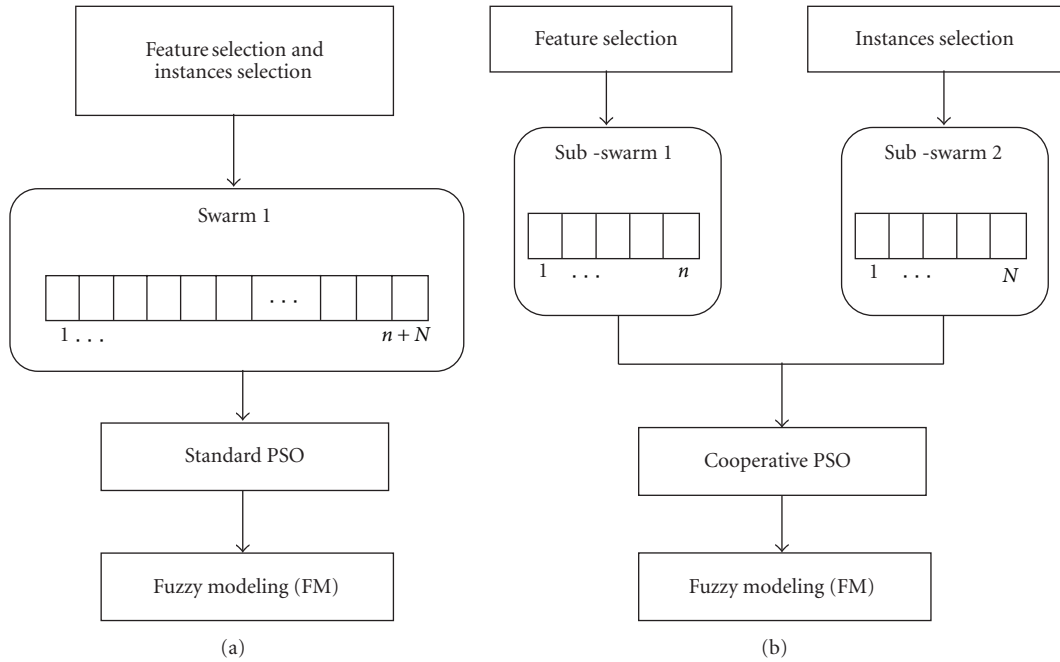 Feature selection and
instances selection
Swarm 1
. . .
1 . . .
n + N
Standard PSO
Fuzzy modeling (FM)
(a)
Feature selection
Instances selection
Sub -swarm 1
1 . . . n
Sub -swarm 2
1 . . . N
Cooperative PSO
Fuzzy modeling (FM)
(b)